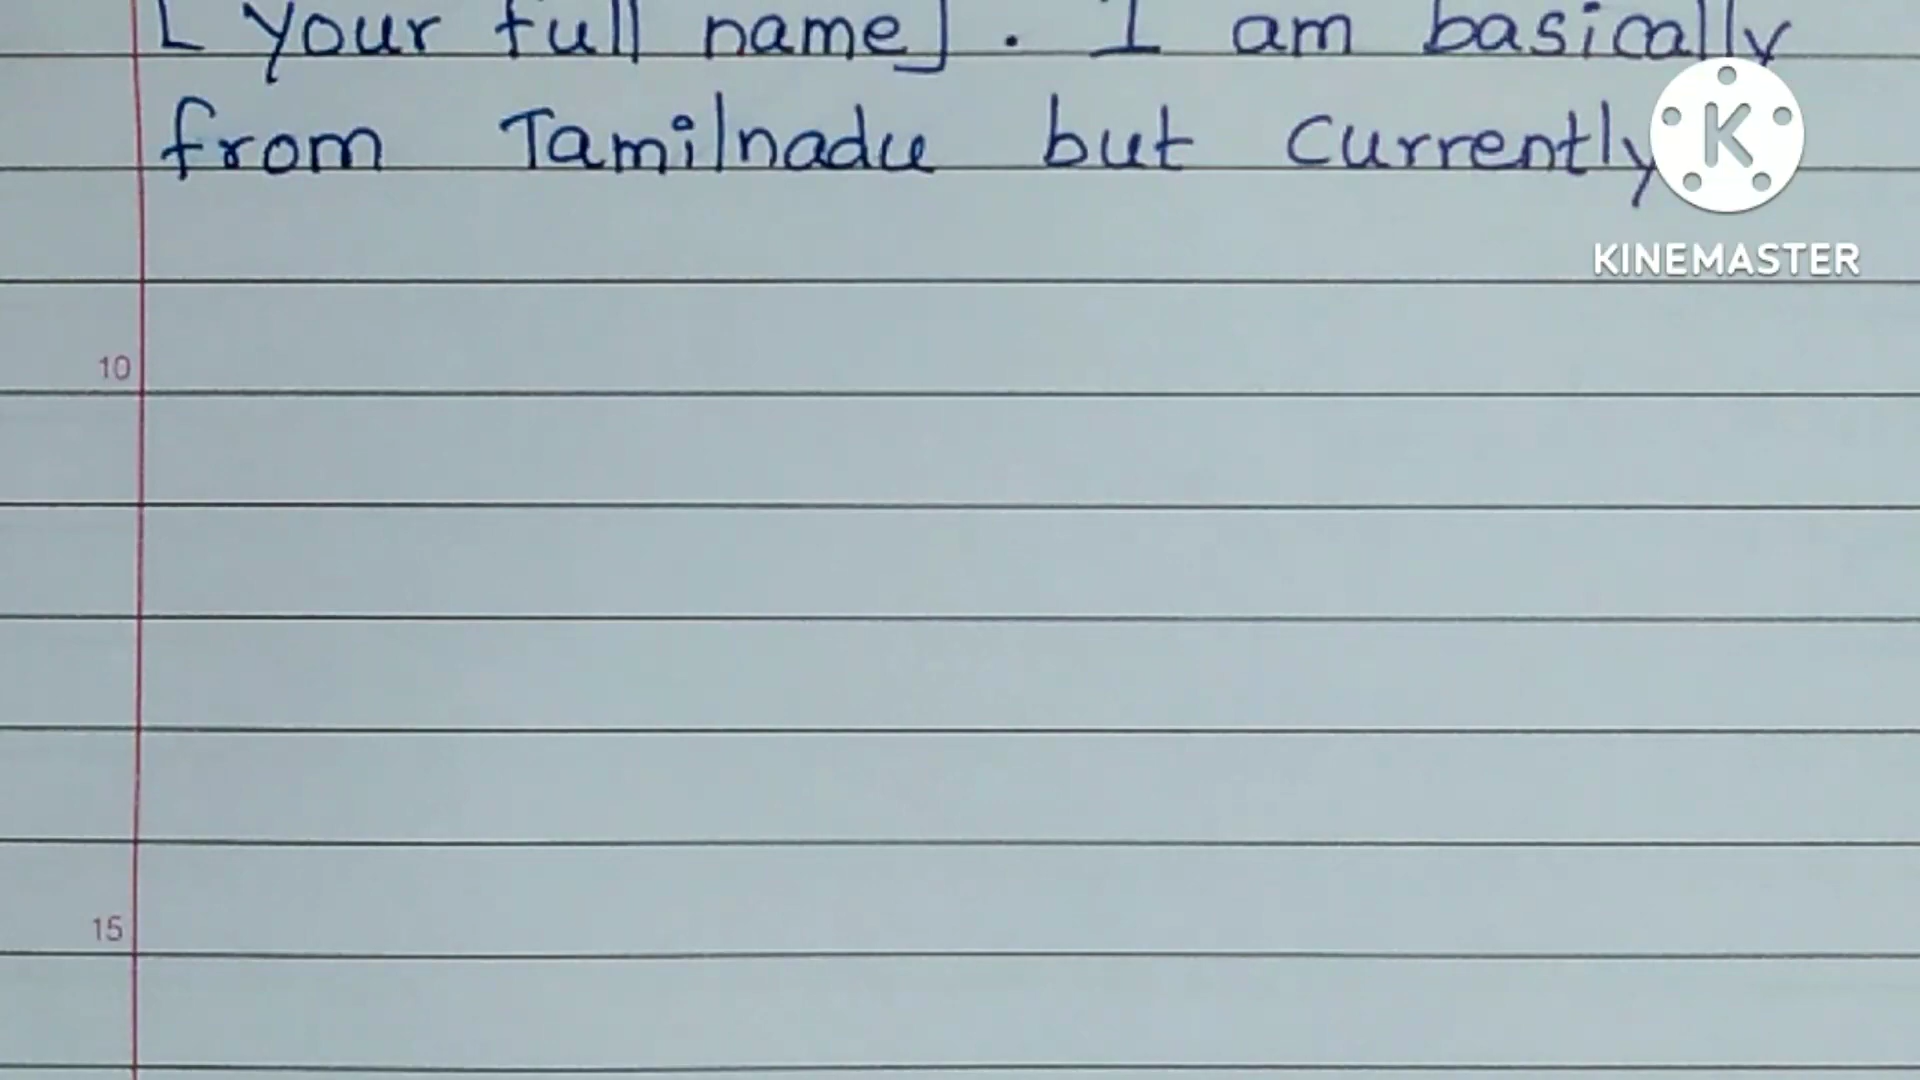 [your full name]. I am basically
from Tamilnadu but currently
KINEMASTER
10
15